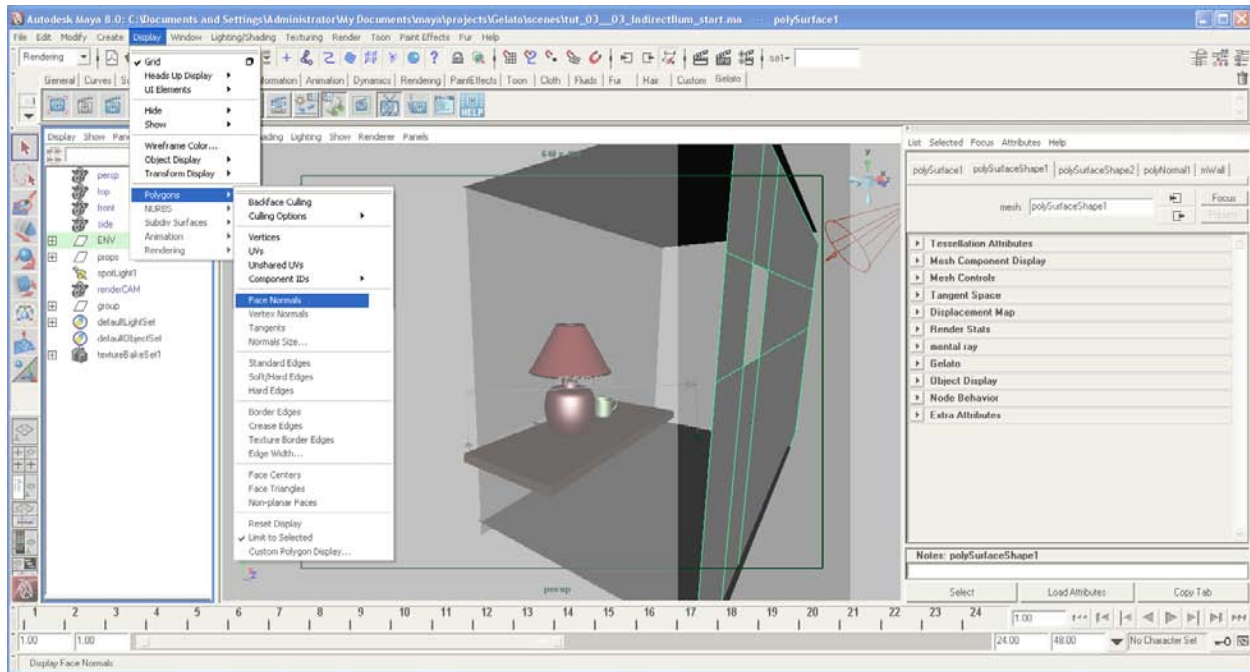 Autodesk Maya 8.0: C:\Documents and Settings\Administrator\My Documents\maya\projects\Gelato\scenes\tut_03__03_IndirectIlum_start.ma --- polySurface1
File Edit Modify Create Display Window Lighting/Shading Texturing Render Toon PaintEffects Fur Help
Rendering
sel-
General Curves Animation Dynamics Rendering PaintEffects Toon Cloth Fluids Fur Hair Custom Gelato
HELP
Grid
Heads Up Display
UI Elements
Hide
Show
Wireframe Color...
Object Display
Transform Display
Polygons
NURBS
Subdiv Surfaces
Animation
Rendering
Backface Culling
Culling Options
Vertices
UVs
Unshared UVs
Component IDs
Face Normals
Vertex Normals
Tangents
Normals Size...
Standard Edges
Soft/Hard Edges
Hard Edges
Border Edges
Crease Edges
Texture Border Edges
Edge Width...
Face Centers
Face Triangles
Non-planar Faces
Reset Display
Limit to Selected
Custom Polygon Display...
Display Show
persp
top
front
side
ENV
props
spotLight1
renderCAM
group
defaultLightSet
defaultObjectSet
textureBakeSet1
Lighting Show Renderer Panels
y
persp
List Selected Focus Attributes Help
polySurface1 polySurfaceShape1 polySurfaceShape2 polyNormal1 mWall
mesh: polySurfaceShape1
Focus
Presets
Tessellation Attributes
Mesh Component Display
Mesh Controls
Tangent Space
Displacement Map
Render Stats
mental ray
Gelato
Object Display
Node Behavior
Extra Attributes
Notes: polySurfaceShape1
Select Load Attributes Copy Tab
1 2 3 4 5 6 7 8 9 10 11 12 13 14 15 16 17 18 19 20 21 22 23 24
1.00
1.00 1.00 24.00 48.00 No Character Set
Display Face Normals